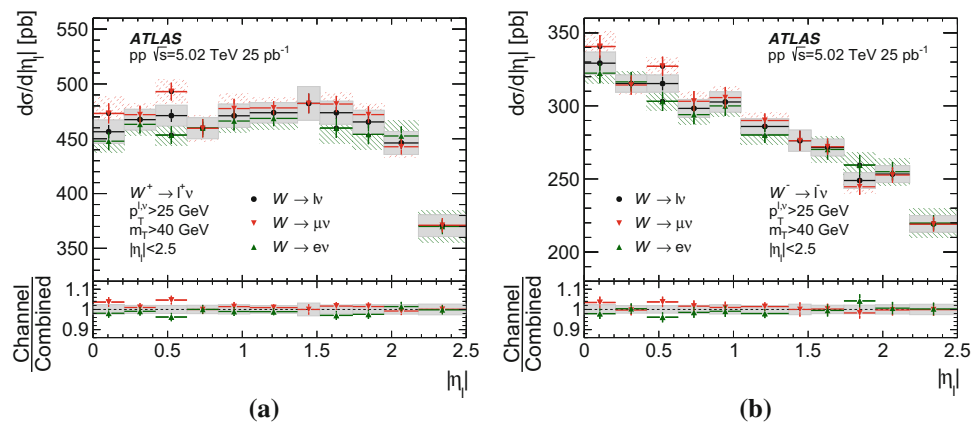 dσ/d|η_l| [pb]
550
500
450
400
350
ATLAS
pp √s=5.02 TeV 25 pb⁻¹
W⁺ → l⁺ν
p_T^{l,ν}>25 GeV
m_T>40 GeV
|η_l|<2.5
W → lν
W → μν
W → eν
Channel
Combined
1.1
1
0.9
0 0.5 1 1.5 2 2.5
|η_l|
(a)
dσ/d|η_l| [pb]
350
300
250
200
ATLAS
pp √s=5.02 TeV 25 pb⁻¹
W → lν
W → μν
W → eν
W⁻ → l⁻ν
p_T^{l,ν}>25 GeV
m_T>40 GeV
|η_l|<2.5
Channel
Combined
1.1
1
0.9
0 0.5 1 1.5 2 2.5
|η_l|
(b)